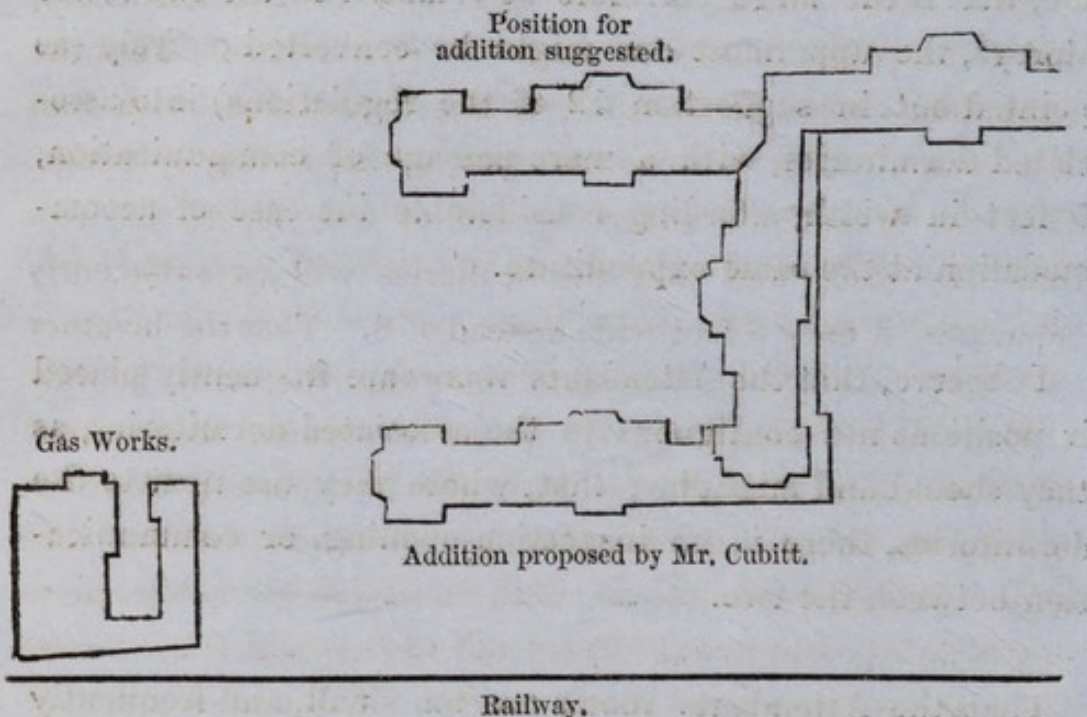 Position for
addition suggested.
Gas Works.
Addition proposed by Mr. Cubitt.
Railway.